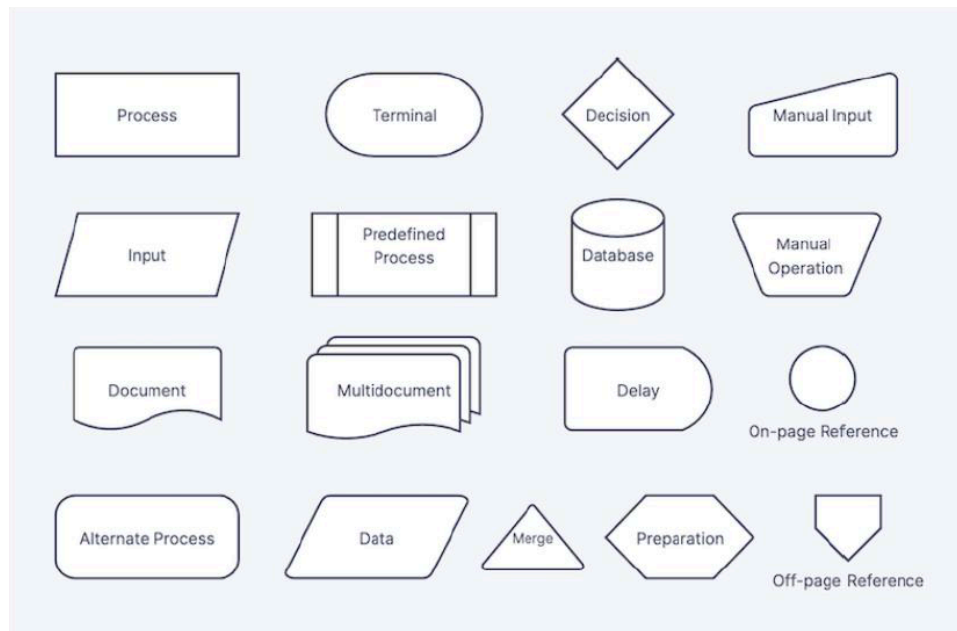 Process
Terminal
Decision
Manual Input
Input
Predefined
Process
Database
Manual
Operation
Document
Multidocument
Delay
On-page Reference
Alternate Process
Data
Merge
Preparation
Off-page Reference